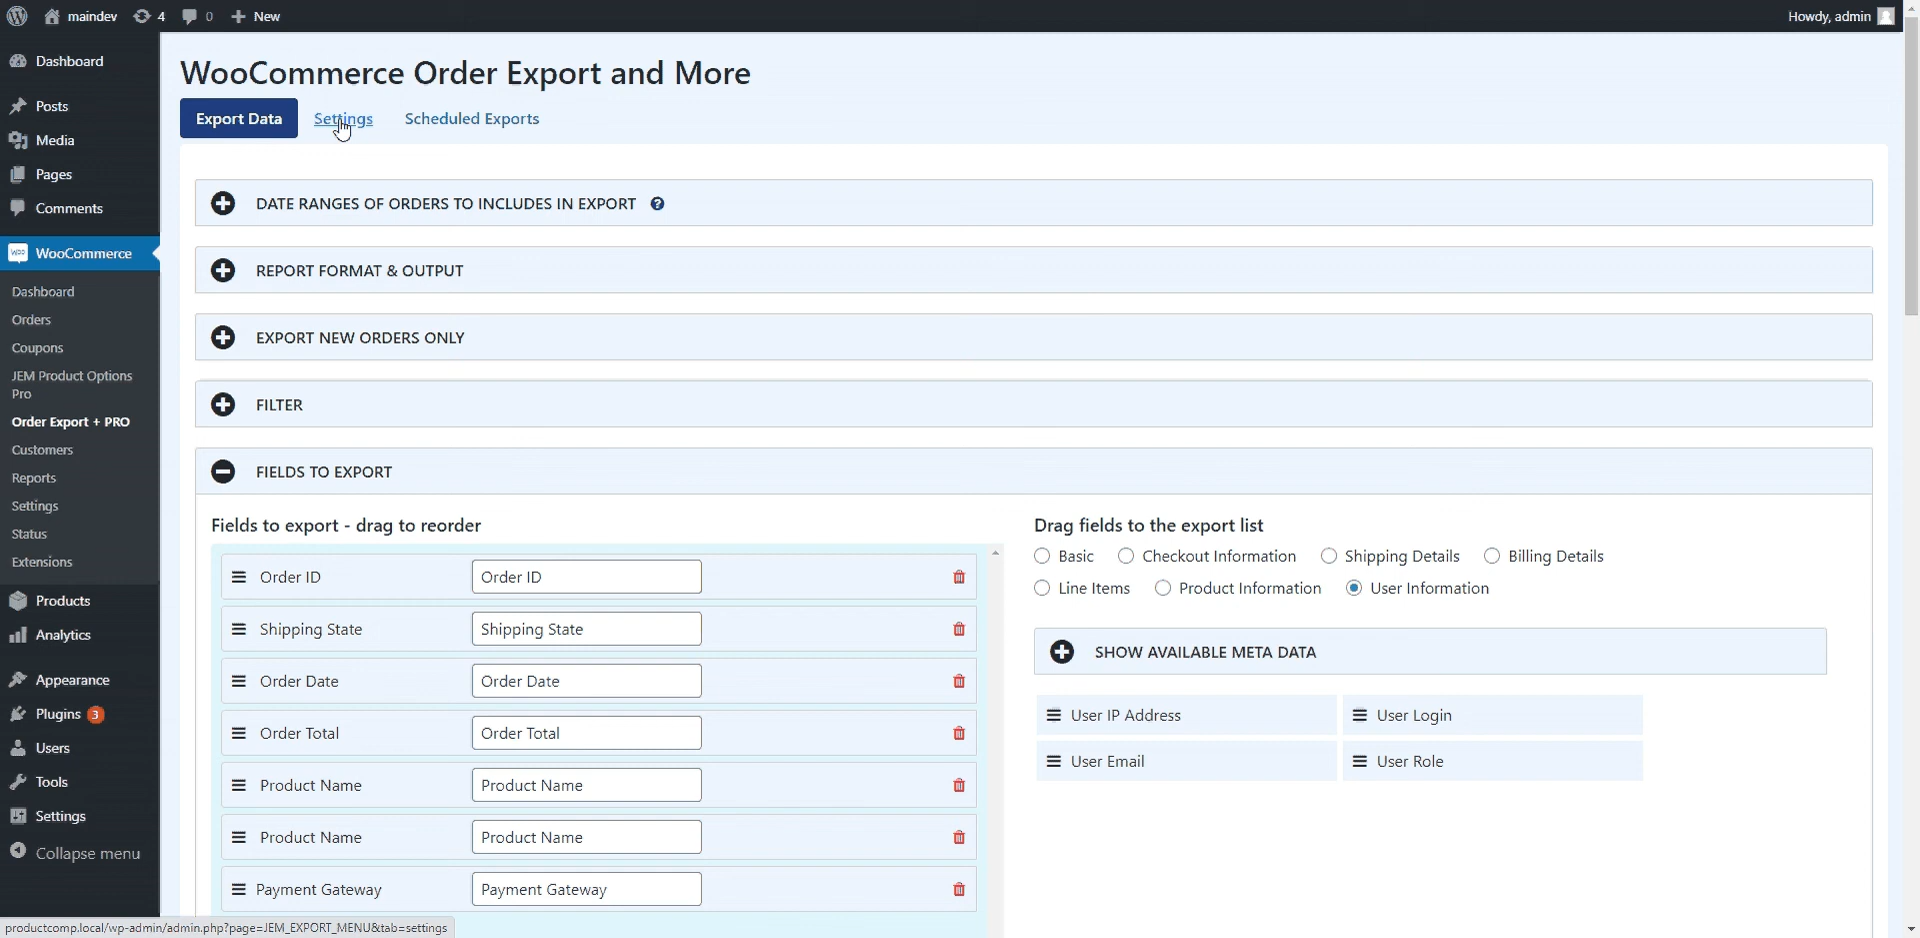 maindev 4 0 New Howdy, admin
Dashboard
Posts
Media
Pages
Comments
WooCommerce
Dashboard
Orders
Coupons
JEM Product Options
Pro
Order Export + PRO
Customers
Reports
Settings
Status
Extensions
Products
Analytics
Appearance
Plugins 3
Users
Tools
Settings
Collapse menu
WooCommerce Order Export and More
Export Data Settings Scheduled Exports
DATE RANGES OF ORDERS TO INCLUDES IN EXPORT ?
REPORT FORMAT & OUTPUT
EXPORT NEW ORDERS ONLY
FILTER
FIELDS TO EXPORT
Fields to export - drag to reorder
Order ID Order ID
Shipping State Shipping State
Order Date Order Date
Order Total Order Total
Product Name Product Name
Product Name Product Name
Payment Gateway Payment Gateway
Drag fields to the export list
Basic Checkout Information Shipping Details Billing Details
Line Items Product Information User Information
SHOW AVAILABLE META DATA
User IP Address User Login
User Email User Role
productcomp.local/wp-admin/admin.php?page=JEM_EXPORT_MENU&tab=settings